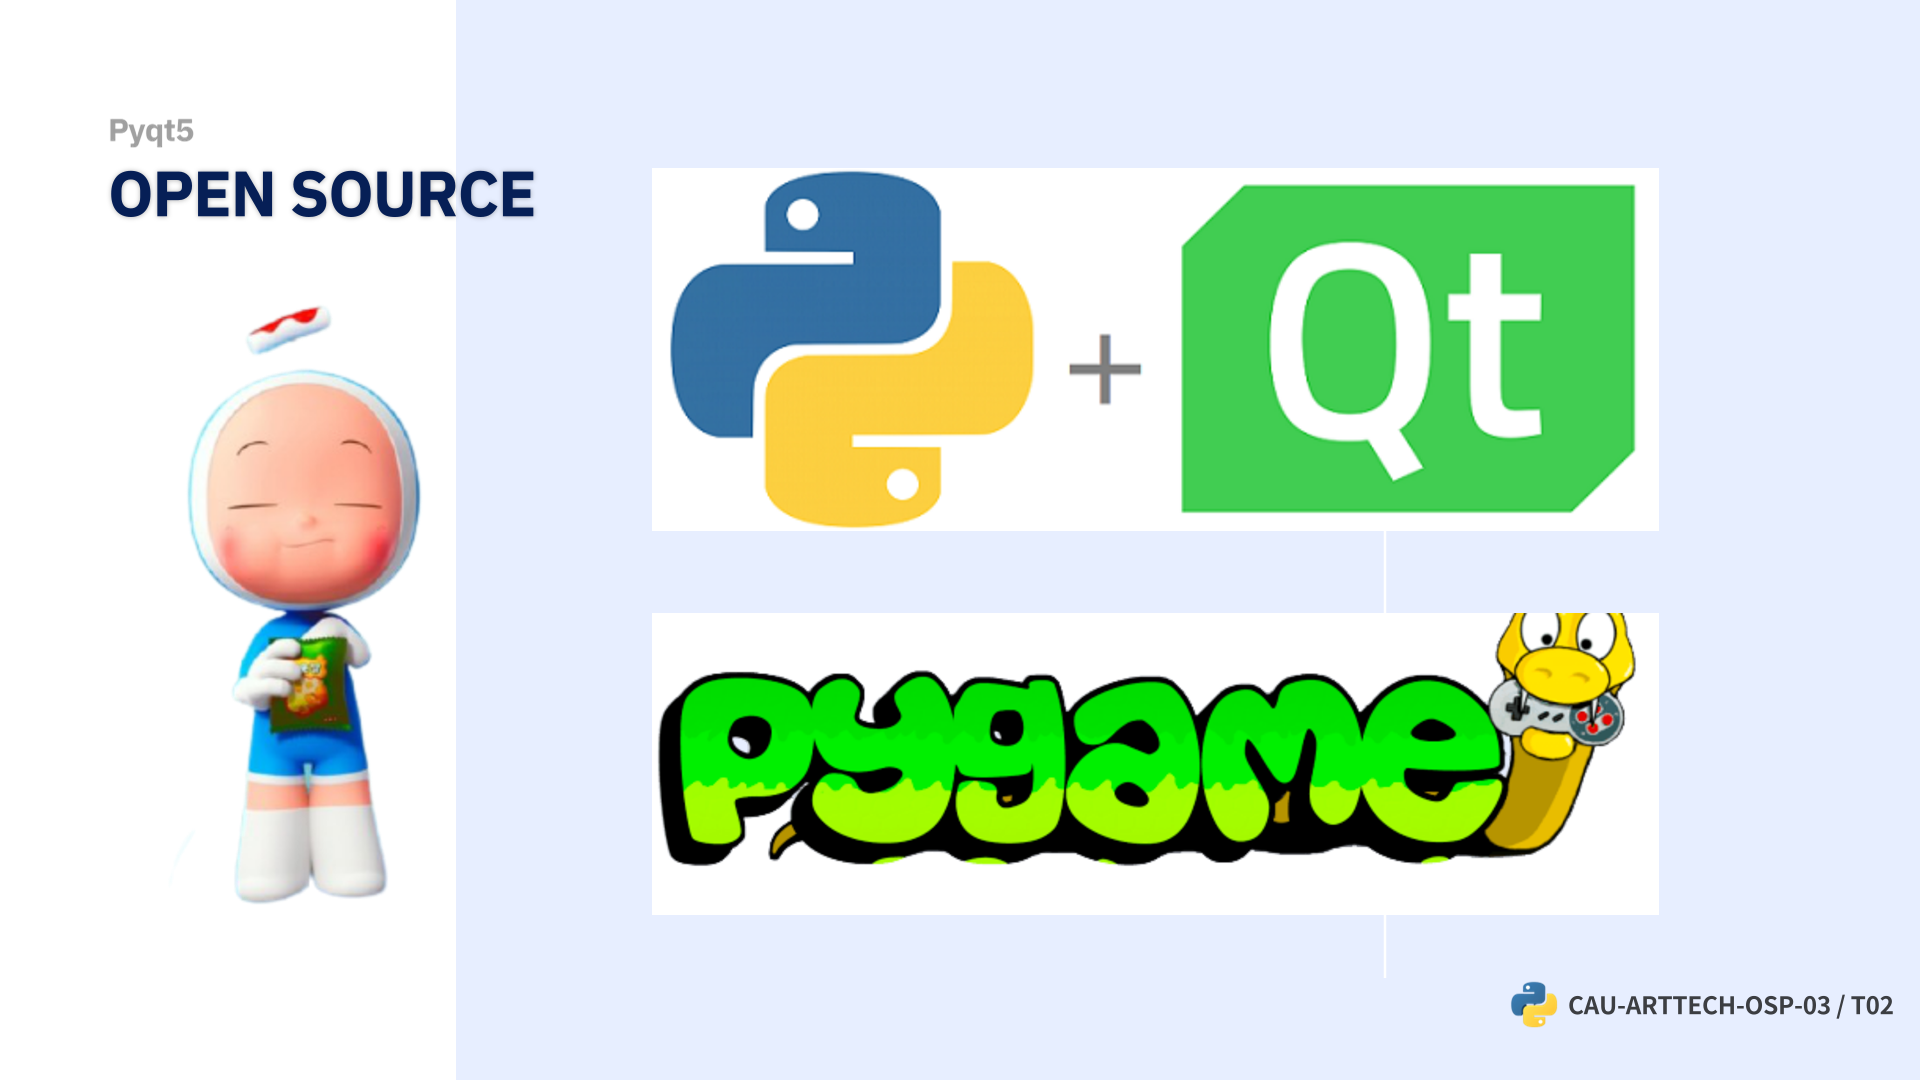 Pyqt5
OPEN SOURCE
+
Qt
pygame
CAU-ARTTECH-OSP-03 / T02